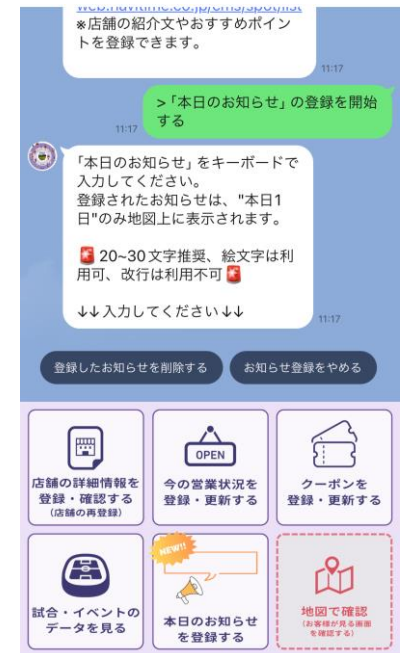 web.navitime.co.jp/cms/spot/list
※店舗の紹介文やおすすめポイン
トを登録できます。
11:17
>「本日のお知らせ」の登録を開始
する
11:17
「本日のお知らせ」をキーボードで
入力してください。
登録されたお知らせは、"本日1
日"のみ地図上に表示されます。
🚨20~30文字推奨、絵文字は利
用可、改行は利用不可🚨
↓↓入力してください↓↓
11:17
登録したお知らせを削除する
お知らせ登録をやめる
店舗の詳細情報を
登録・確認する
(店舗の再登録)
OPEN
今の営業状況を
登録・更新する
クーポンを
登録・更新する
試合・イベントの
データを見る
NEW!!
本日のお知らせ
を登録する
地図で確認
(お客様が見る画面
を確認する)